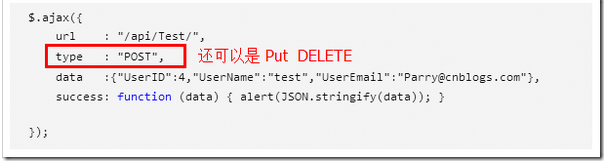 $.ajax({
url : "/api/Test/",
type : "POST", 还可以是 Put DELETE
data :{"UserID":4,"UserName":"test","UserEmail":"Parry@cnblogs.com"},
success: function (data) { alert(JSON.stringify(data)); }
});